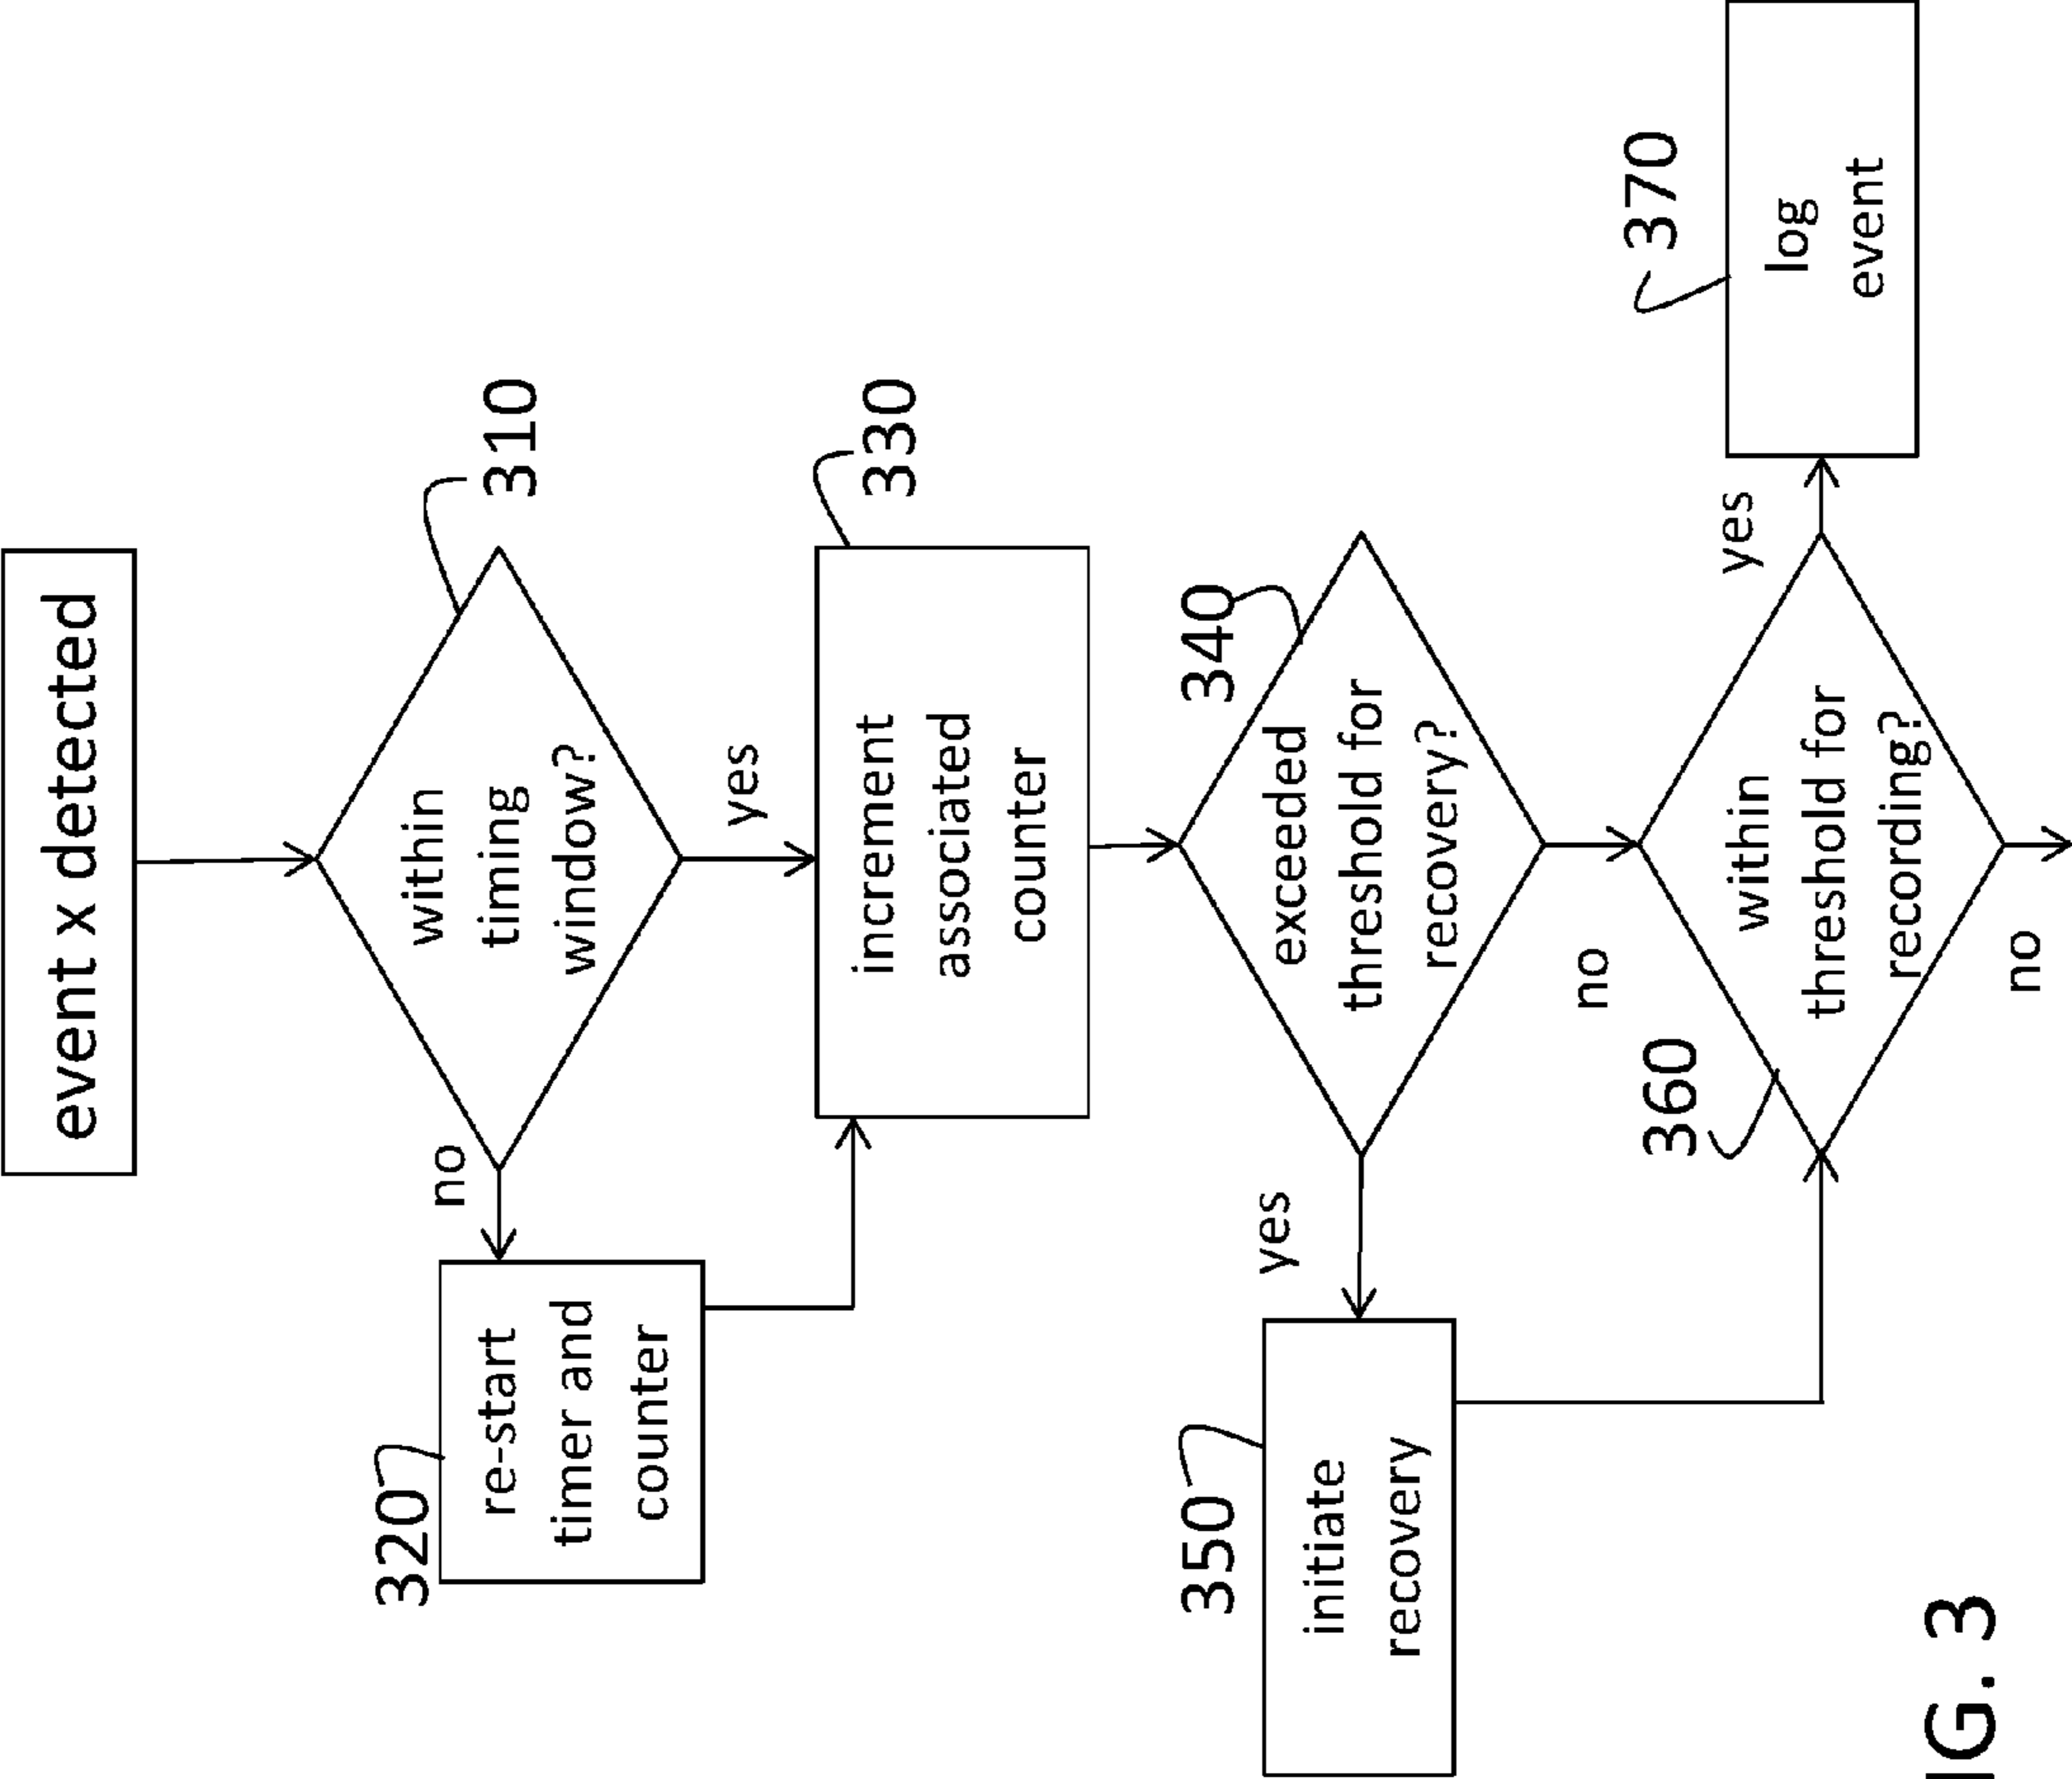 event x detected
310
within
timing
window?
no
yes
320
re-start
timer and
counter
330
increment
associated
counter
340
exceeded
threshold for
recovery?
yes
no
350
initiate
recovery
360
within
threshold for
recording?
yes
no
370
log
event
IG. 3